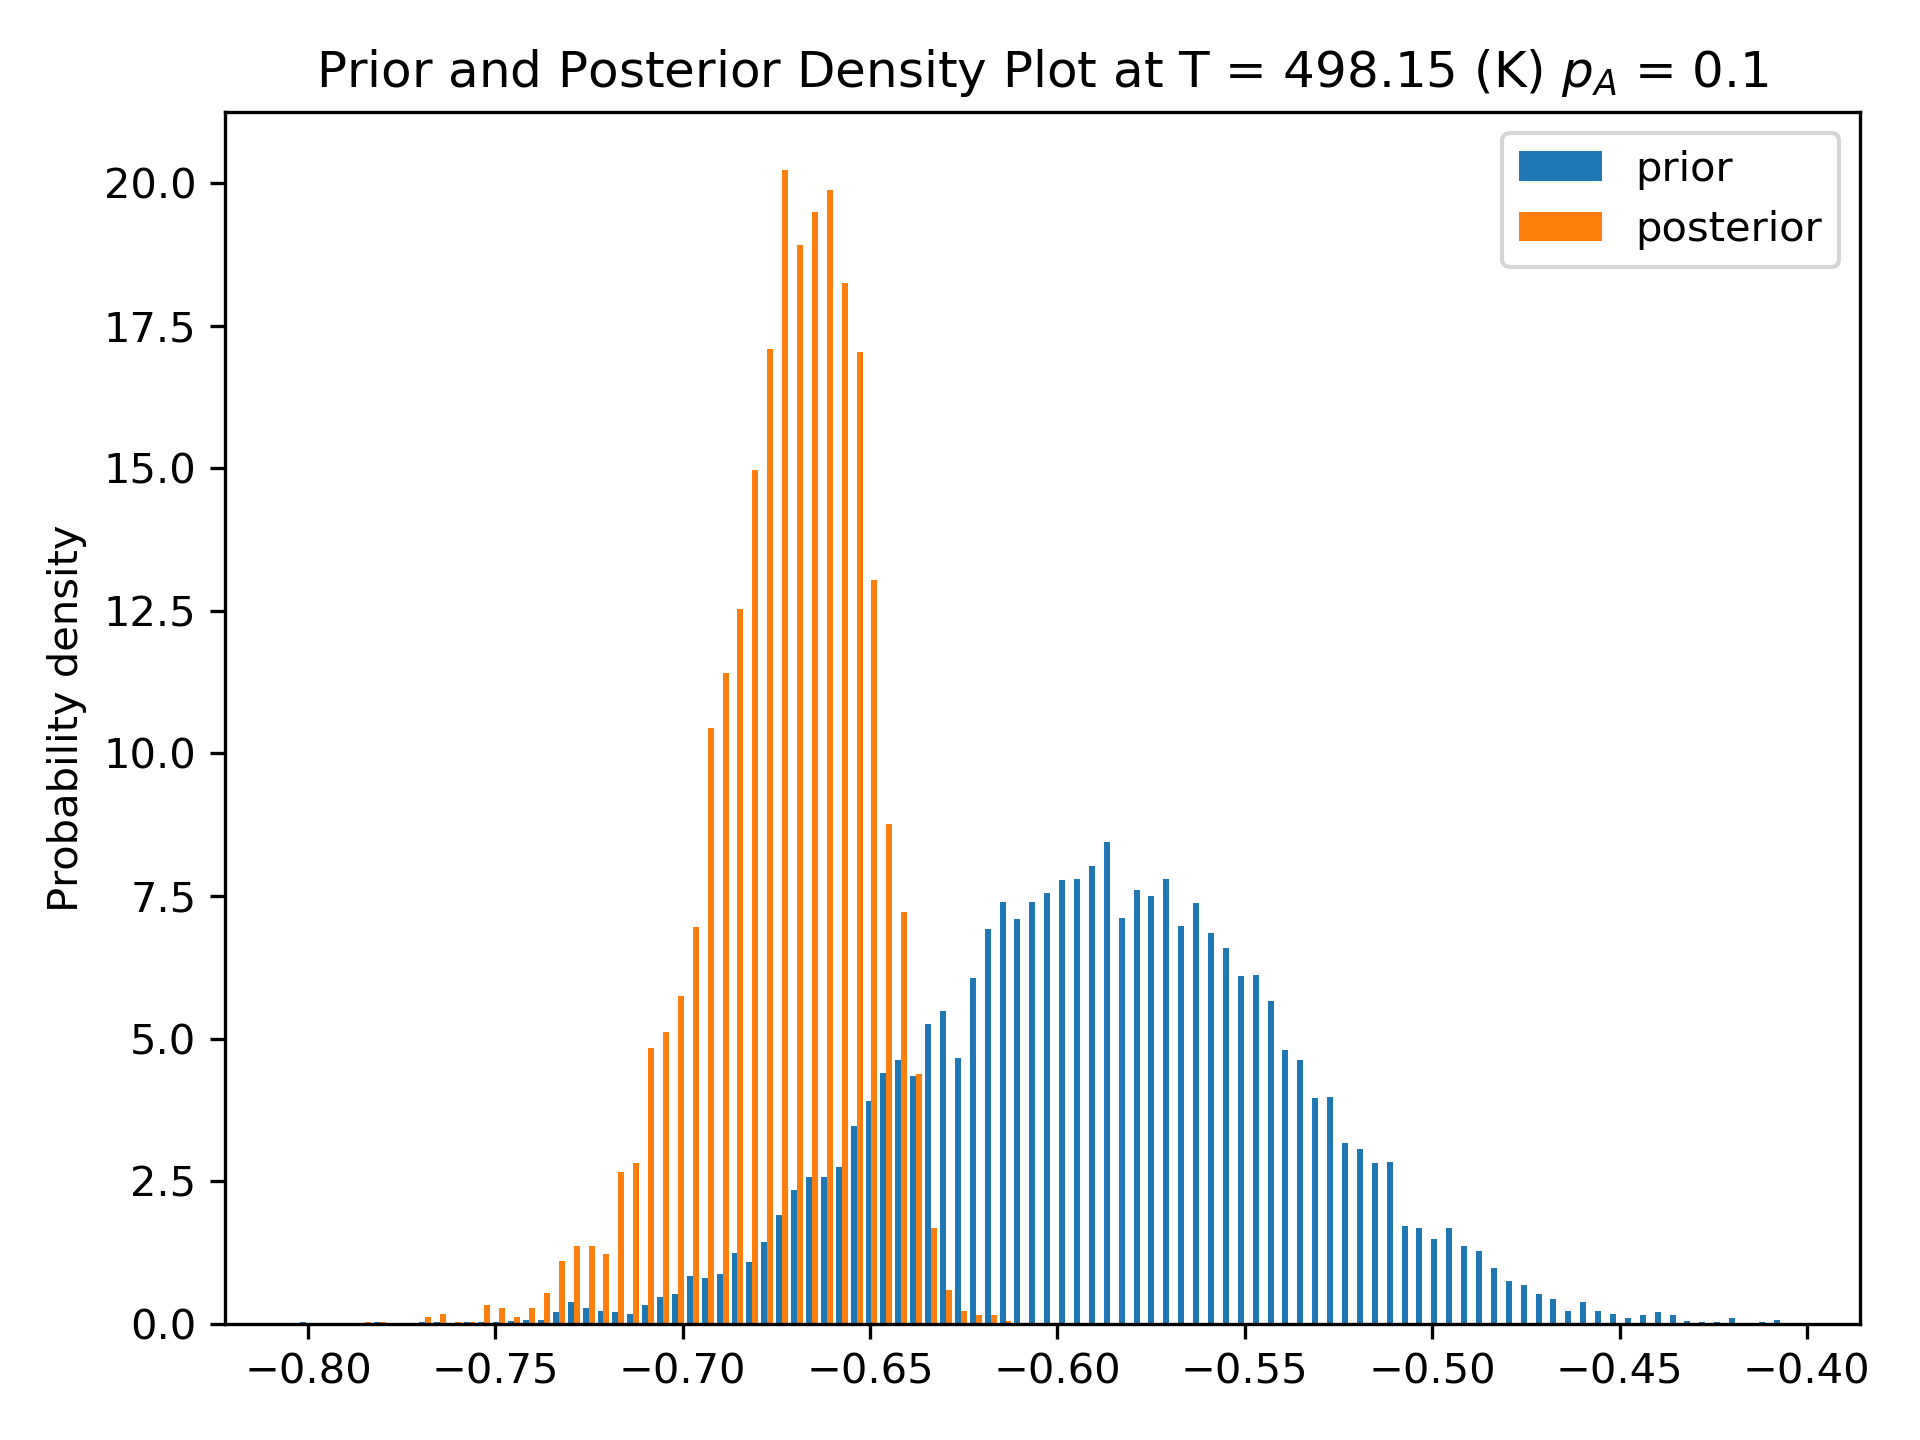 Prior and Posterior Density Plot at T = 498.15 (K) p_A = 0.1
prior
posterior
Probability density
20.0
17.5
15.0
12.5
10.0
7.5
5.0
2.5
0.0
−0.80 −0.75 −0.70 −0.65 −0.60 −0.55 −0.50 −0.45 −0.40